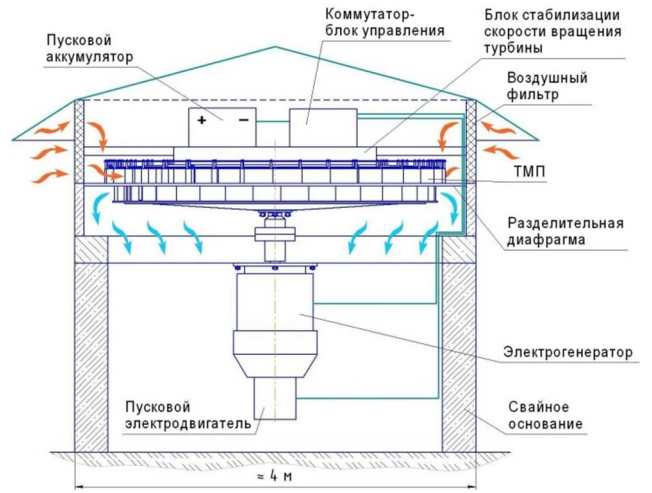 Пусковой
аккумулятор
Коммутатор-
блок управления
Блок стабилизации
скорости вращения
турбины
Воздушный
фильтр
+ −
ТМП
Разделительная
диафрагма
Электрогенератор
Пусковой
электродвигатель
Свайное
основание
≈ 4 м